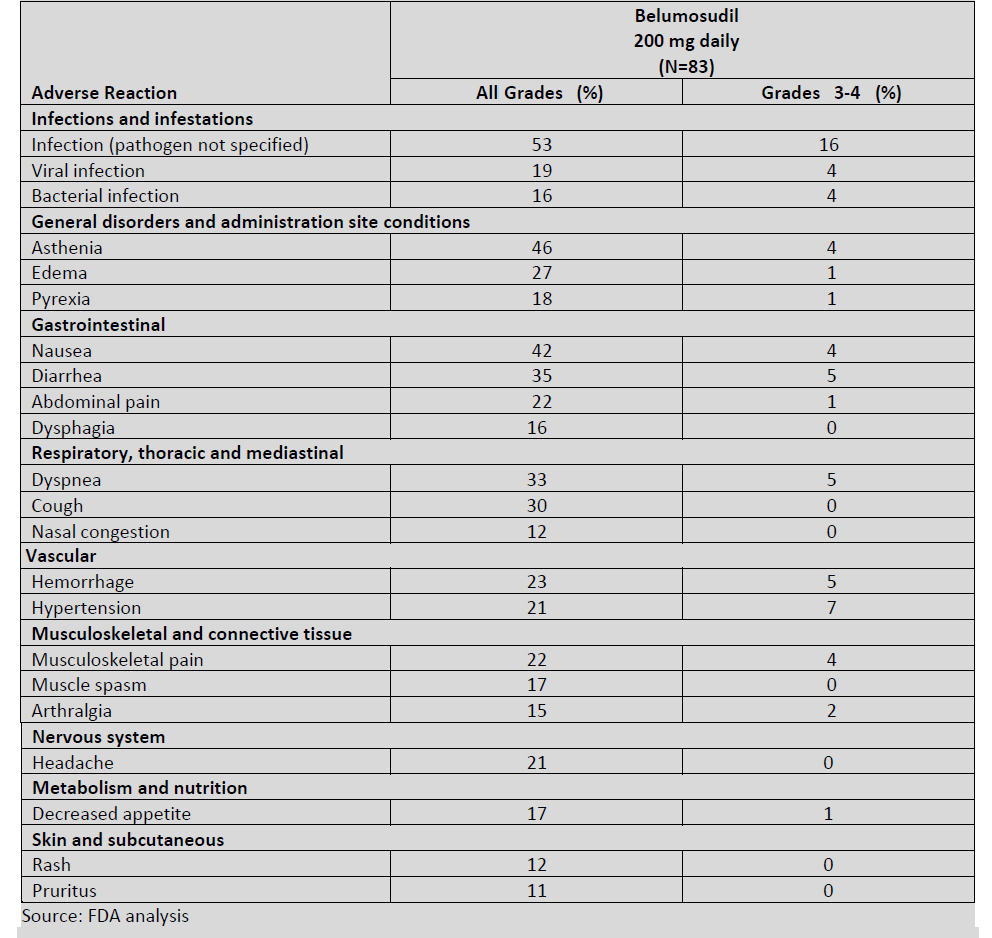 Belumosudil
200 mg daily
(N=83)
Adverse Reaction All Grades (%) Grades 3-4 (%)
Infections and infestations
Infection (pathogen not specified) 53 16
Viral infection 19 4
Bacterial infection 16 4
General disorders and administration site conditions
Asthenia 46 4
Edema 27 1
Pyrexia 18 1
Gastrointestinal
Nausea 42 4
Diarrhea 35 5
Abdominal pain 22 1
Dysphagia 16 0
Respiratory, thoracic and mediastinal
Dyspnea 33 5
Cough 30 0
Nasal congestion 12 0
Vascular
Hemorrhage 23 5
Hypertension 21 7
Musculoskeletal and connective tissue
Musculoskeletal pain 22 4
Muscle spasm 17 0
Arthralgia 15 2
Nervous system
Headache 21 0
Metabolism and nutrition
Decreased appetite 17 1
Skin and subcutaneous
Rash 12 0
Pruritus 11 0
Source: FDA analysis